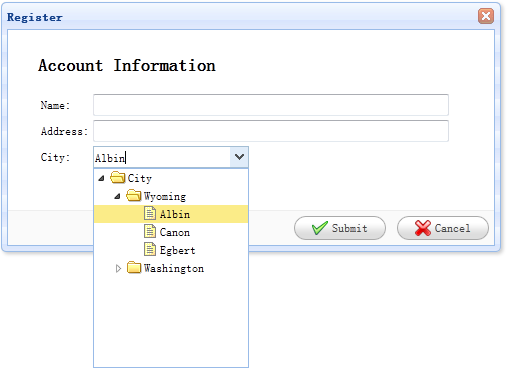 Register
Account Information
Name:
Address:
City: Albin
City
Wyoming
Albin
Canon
Egbert
Washington
Submit Cancel